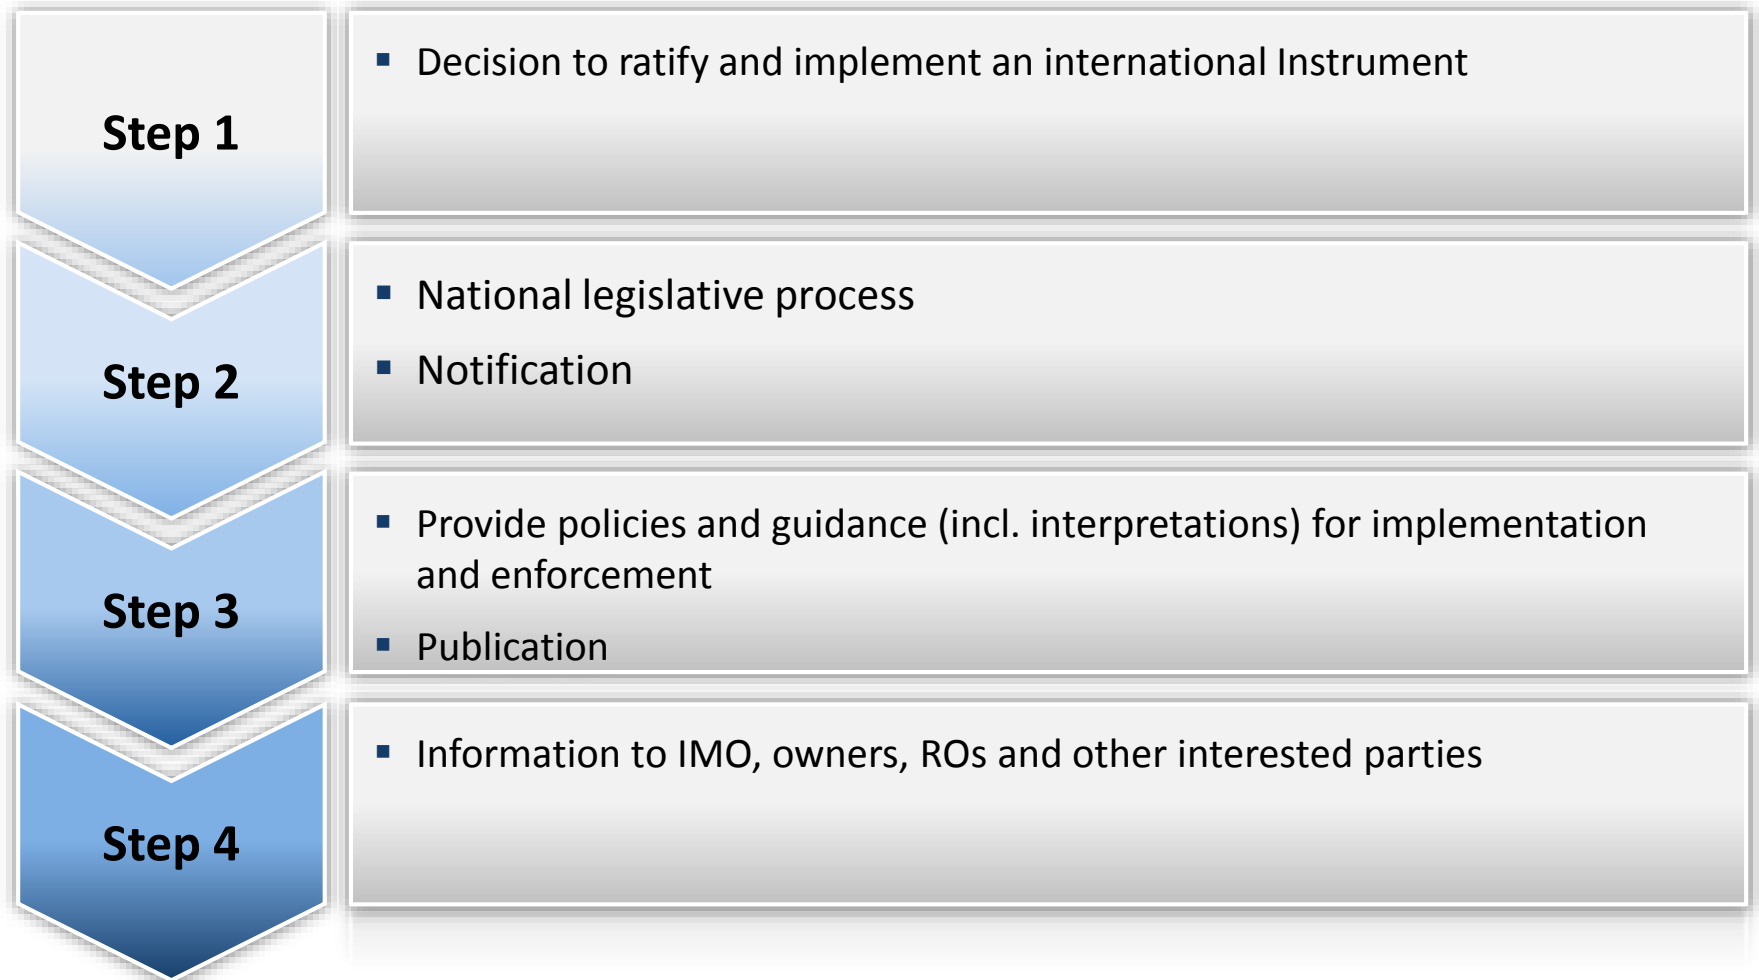 Step 1
▪ Decision to ratify and implement an international Instrument
Step 2
▪ National legislative process
▪ Notification
Step 3
▪ Provide policies and guidance (incl. interpretations) for implementation
and enforcement
▪ Publication
Step 4
▪ Information to IMO, owners, ROs and other interested parties